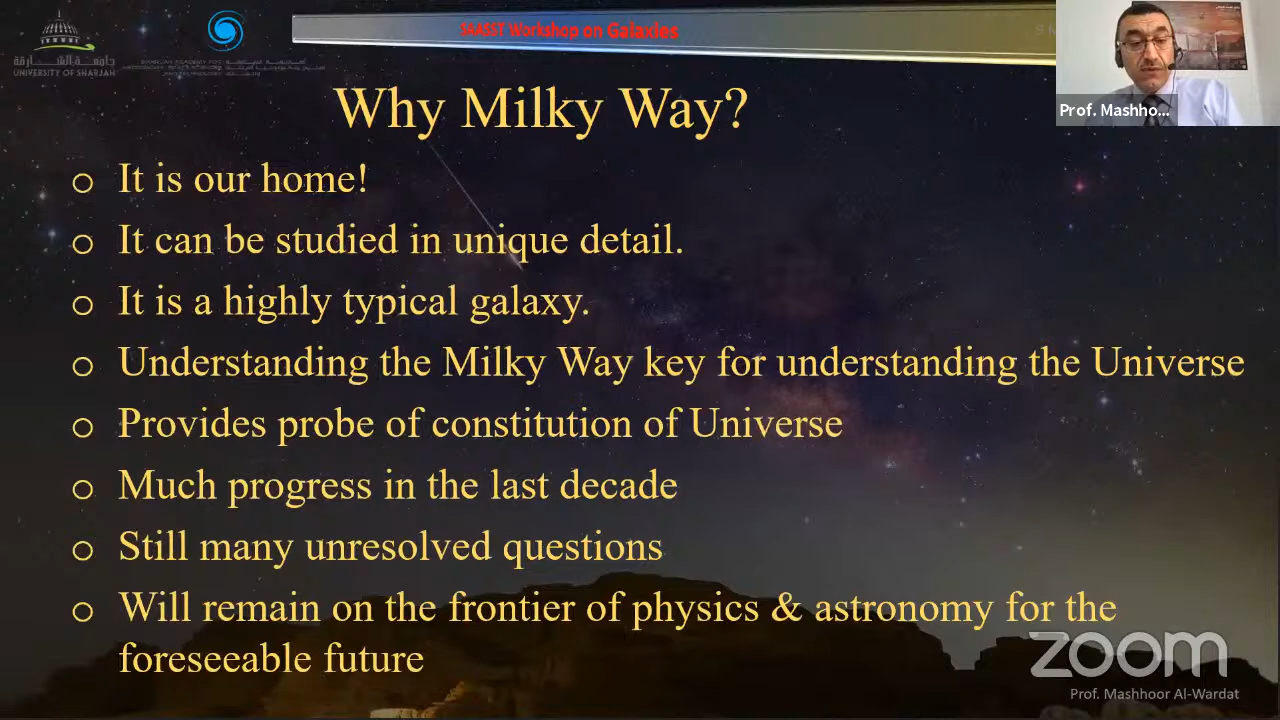 جامعة الشارقة
UNIVERSITY OF SHARJAH
SAASST Workshop on Galaxies
Prof. Mashho...
Why Milky Way?
o It is our home!
o It can be studied in unique detail.
o It is a highly typical galaxy.
o Understanding the Milky Way key for understanding the Universe
o Provides probe of constitution of Universe
o Much progress in the last decade
o Still many unresolved questions
o Will remain on the frontier of physics & astronomy for the
foreseeable future
zoom
Prof. Mashhoor Al-Wardat